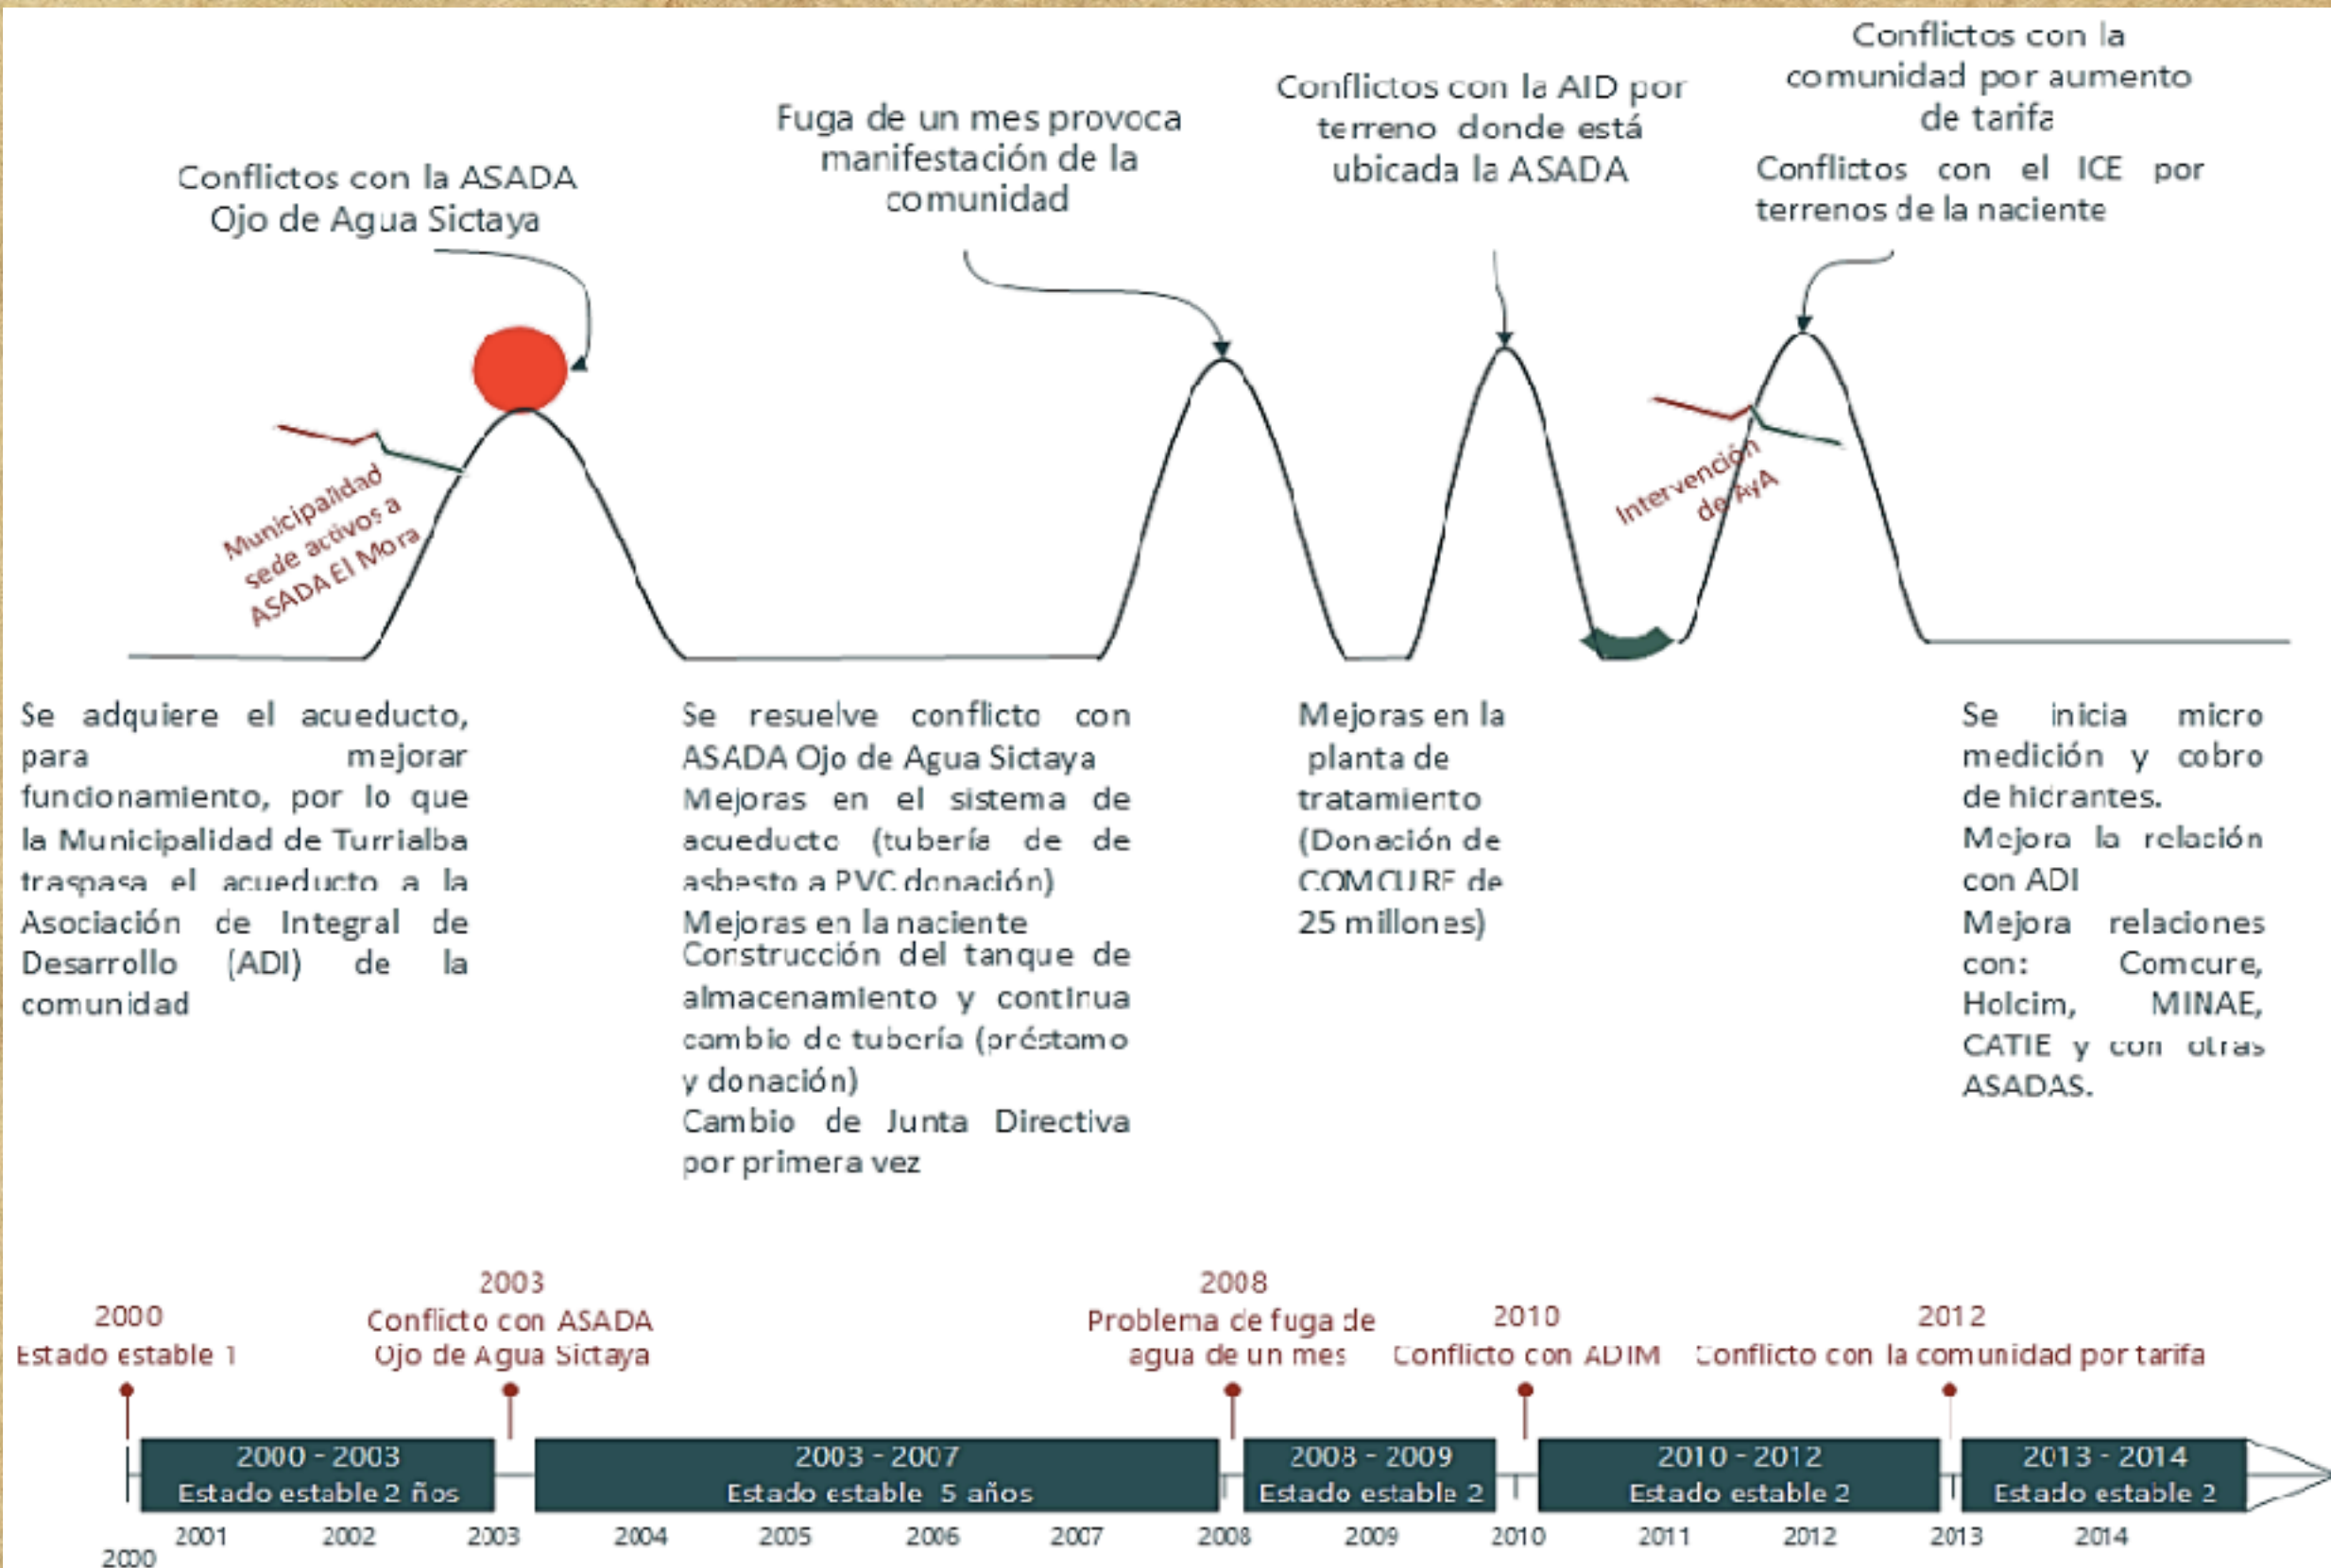 Conflictos con la ASADA
Ojo de Agua Sictaya
Fuga de un mes provoca
manifestación de la
comunidad
Conflictos con la AID por
terreno donde está
ubicada la ASADA
Conflictos con la
comunidad por aumento
de tarifa
Conflictos con el ICE por
terrenos de la naciente
Municipalidad
sede activos a
ASADA El Mora
Intervención
de AyA
Se adquiere el acueducto,
para mejorar
funcionamiento, por lo que
la Municipalidad de Turrialba
traspasa el acueducto a la
Asociación de Integral de
Desarrollo (ADI) de la
comunidad
Se resuelve conflicto con
ASADA Ojo de Agua Sictaya
Mejoras en el sistema de
acueducto (tubería de de
asbesto a PVC donación)
Mejoras en la naciente
Construcción del tanque de
almacenamiento y continua
cambio de tubería (préstamo
y donación)
Cambio de Junta Directiva
por primera vez
Mejoras en la
planta de
tratamiento
(Donación de
COMCURE de
25 millones)
Se inicia micro
medición y cobro
de hidrantes.
Mejora la relación
con ADI
Mejora relaciones
con: Comcure,
Holcim, MINAE,
CATIE y con otras
ASADAS.
2000
Estado estable 1
2003
Conflicto con ASADA
Ojo de Agua Sictaya
2008
Problema de fuga de
agua de un mes
2010
Conflicto con ADIM
2012
Conflicto con la comunidad por tarifa
2000 - 2003
Estado estable 2 ños
2003 - 2007
Estado estable 5 años
2008 - 2009
Estado estable 2
2010 - 2012
Estado estable 2
2013 - 2014
Estado estable 2
2000 2001 2002 2003 2004 2005 2006 2007 2008 2009 2010 2011 2012 2013 2014